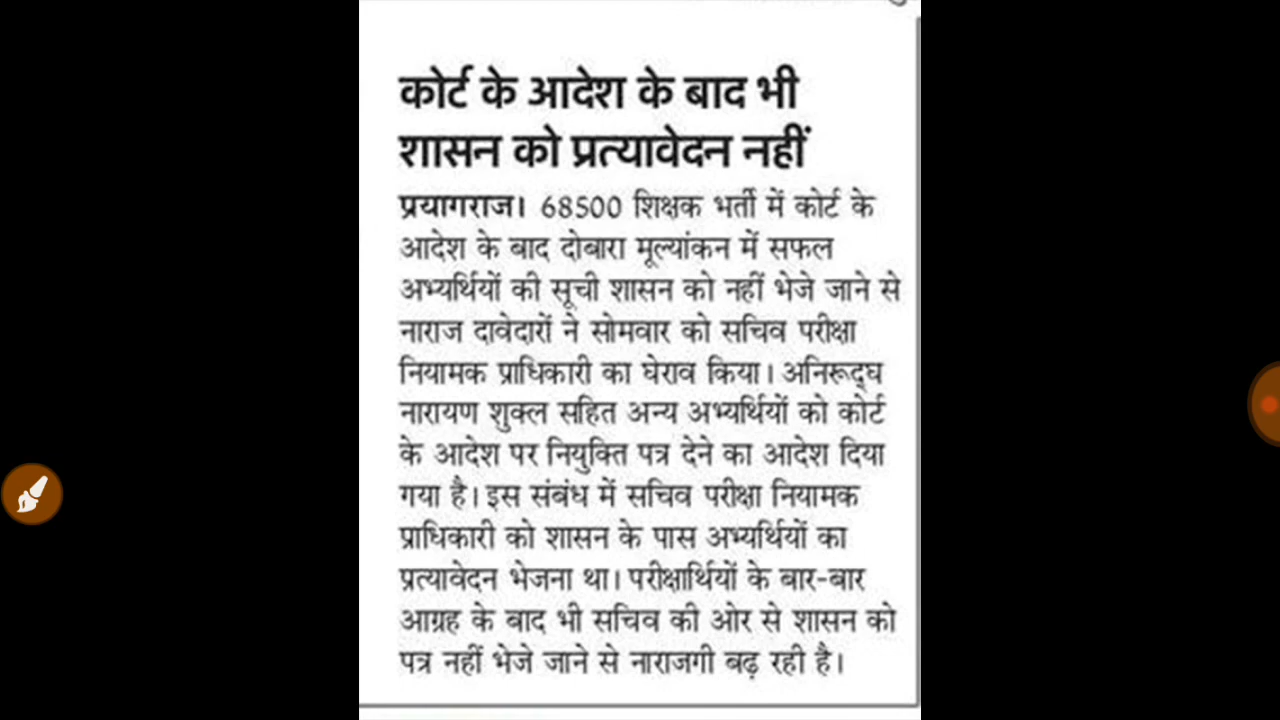 कोर्ट के आदेश के बाद भी
शासन को प्रत्यावेदन नहीं
प्रयागराज। 68500 शिक्षक भर्ती में कोर्ट के
आदेश के बाद दोबारा मूल्यांकन में सफल
अभ्यर्थियों की सूची शासन को नहीं भेजे जाने से
नाराज दावेदारों ने सोमवार को सचिव परीक्षा
नियामक प्राधिकारी का घेराव किया। अनिरूद्ध
नारायण शुक्ल सहित अन्य अभ्यर्थियों को कोर्ट
के आदेश पर नियुक्ति पत्र देने का आदेश दिया
गया है। इस संबंध में सचिव परीक्षा नियामक
प्राधिकारी को शासन के पास अभ्यर्थियों का
प्रत्यावेदन भेजना था। परीक्षार्थियों के बार-बार
आग्रह के बाद भी सचिव की ओर से शासन को
पत्र नहीं भेजे जाने से नाराजगी बढ़ रही है।